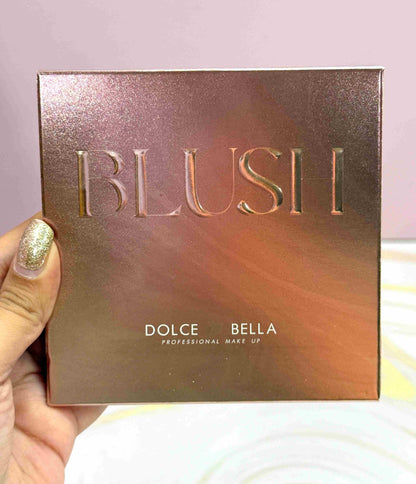 BLUSH
DOLCE BELLA
PROFESSIONAL MAKE UP